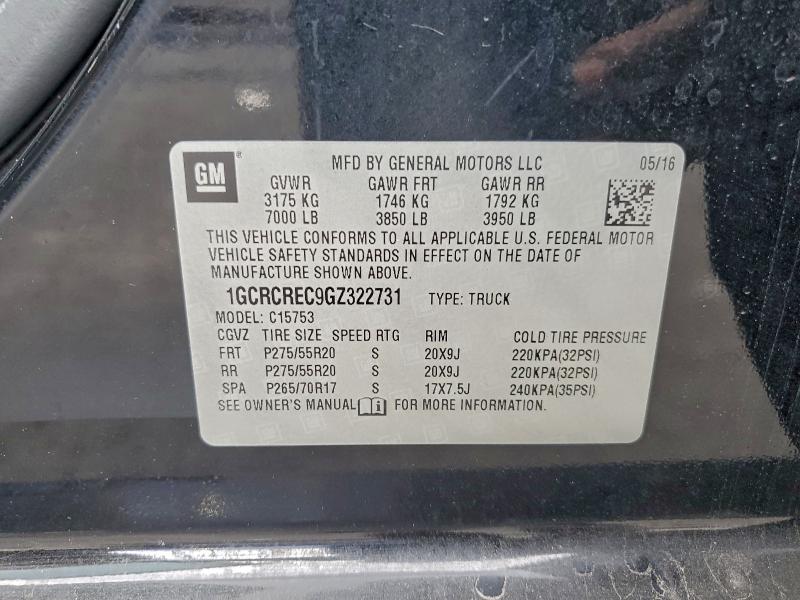 GM ® MFD BY GENERAL MOTORS LLC 05/16
GVWR GAWR FRT GAWR RR
3175 KG 1746 KG 1792 KG
7000 LB 3850 LB 3950 LB
THIS VEHICLE CONFORMS TO ALL APPLICABLE U.S. FEDERAL MOTOR
VEHICLE SAFETY STANDARDS IN EFFECT ON THE DATE OF
MANUFACTURE SHOWN ABOVE.
1GCRCREC9GZ322731 TYPE: TRUCK
MODEL: C15753
CGVZ TIRE SIZE SPEED RTG RIM COLD TIRE PRESSURE
FRT P275/55R20 S 20X9J 220KPA(32PSI)
RR P275/55R20 S 20X9J 220KPA(32PSI)
SPA P265/70R17 S 17X7.5J 240KPA(35PSI)
SEE OWNER'S MANUAL i FOR MORE INFORMATION.